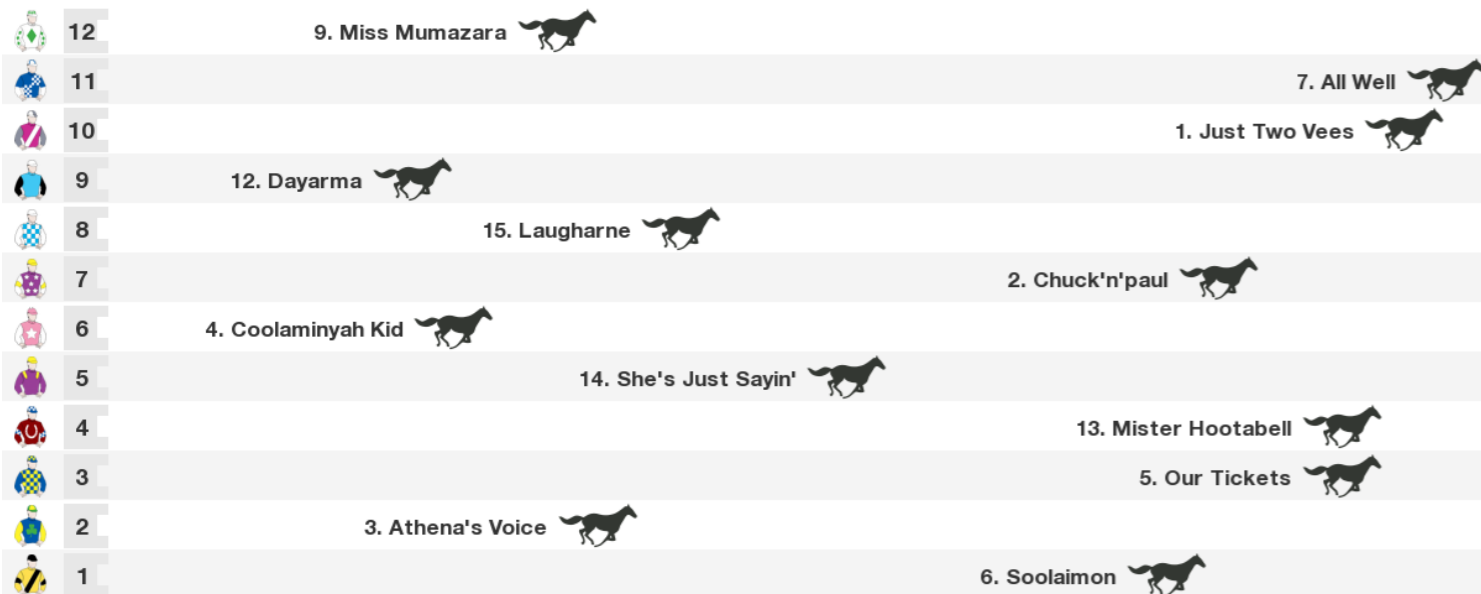 12 9. Miss Mumazara
11 7. All Well
10 1. Just Two Vees
9 12. Dayarma
8 15. Laugharne
7 2. Chuck'n'paul
6 4. Coolaminyah Kid
5 14. She's Just Sayin'
4 13. Mister Hootabell
3 5. Our Tickets
2 3. Athena's Voice
1 6. Soolaimon